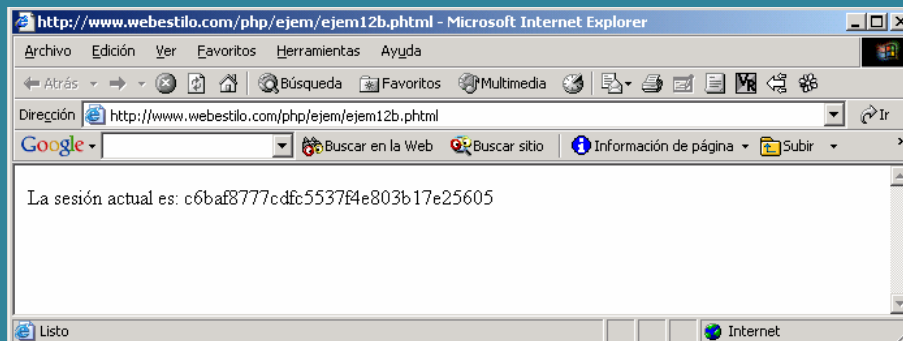 http://www.webestilo.com/php/ejem/ejem12b.phtml - Microsoft Internet Explorer
Archivo Edición Ver Favoritos Herramientas Ayuda
Atrás Búsqueda Favoritos Multimedia
Dirección http://www.webestilo.com/php/ejem/ejem12b.phtml Ir
Google Buscar en la Web Buscar sitio Información de página Subir
La sesión actual es: c6baf8777cdfc5537f4e803b17e25605
Listo Internet